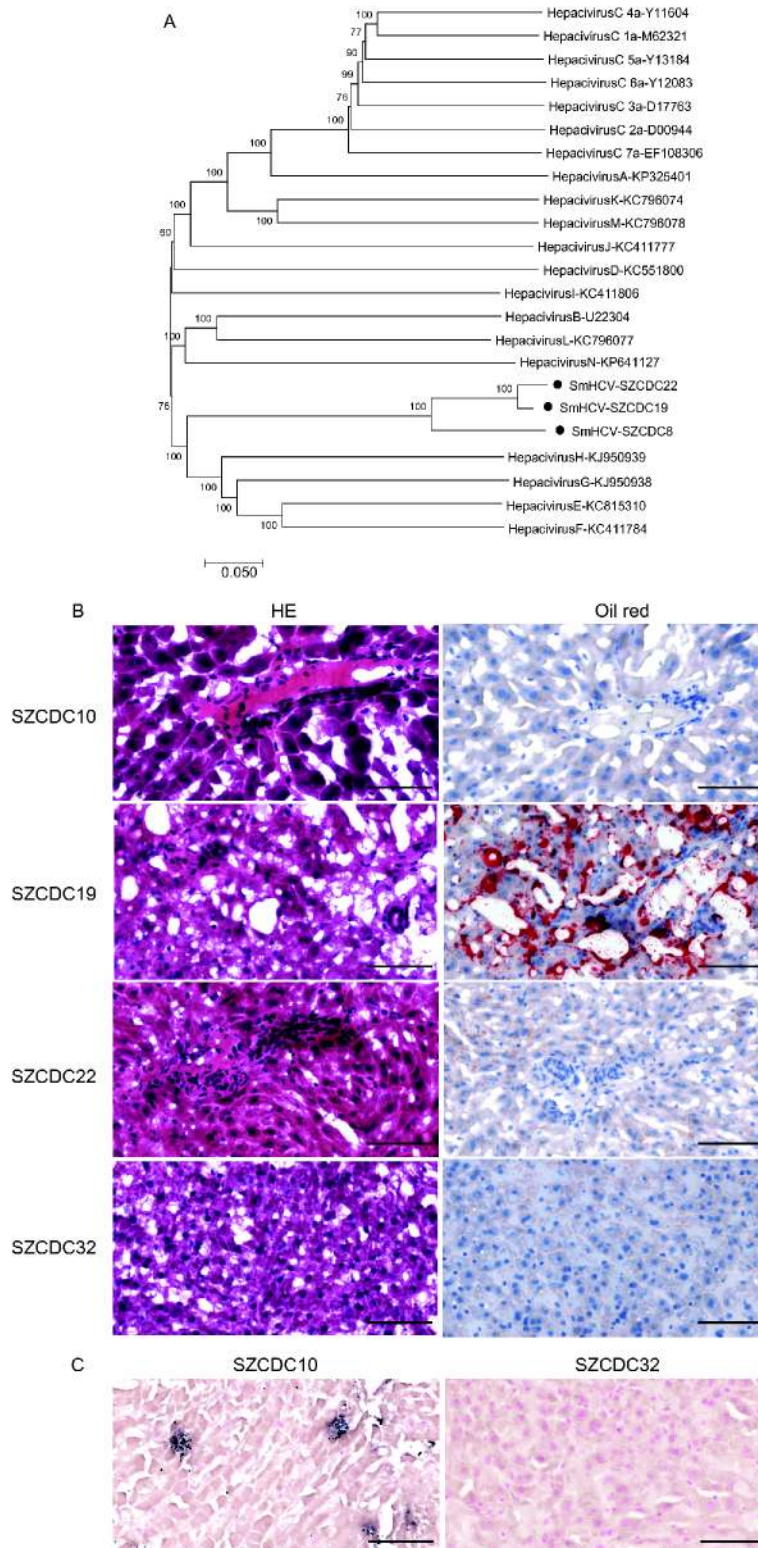 A
HepacivirusC 4a-Y11604
100
77
HepacivirusC 1a-M62321
90
HepacivirusC 5a-Y13184
99
HepacivirusC 6a-Y12083
76
HepacivirusC 3a-D17763
100
HepacivirusC 2a-D00944
100
HepacivirusC 7a-EF108306
100
HepacivirusA-KP325401
100
HepacivirusK-KC796074
100
HepacivirusM-KC796078
60
HepacivirusJ-KC411777
HepacivirusD-KC551800
HepacivirusI-KC411806
100
HepacivirusB-U22304
100
HepacivirusL-KC796077
HepacivirusN-KP641127
100
SmHCV-SZCDC22
100
SmHCV-SZCDC19
76
SmHCV-SZCDC8
100
HepacivirusH-KJ950939
100
HepacivirusG-KJ950938
100
HepacivirusE-KC815310
100
HepacivirusF-KC411784
0.050
B
HE
Oil red
SZCDC10
SZCDC19
SZCDC22
SZCDC32
C
SZCDC10
SZCDC32